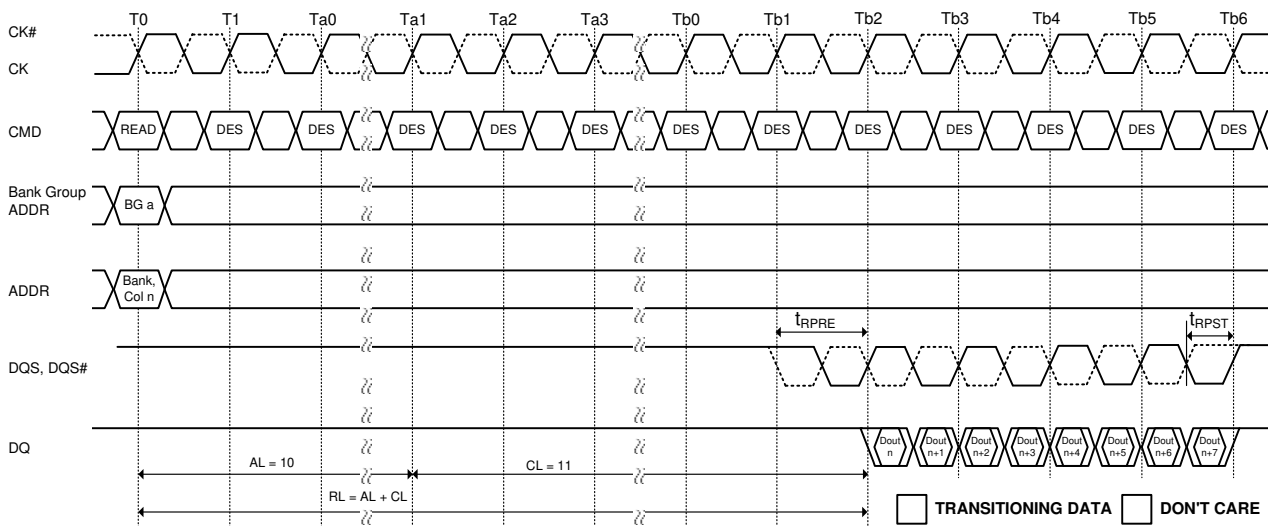 T0 T1 Ta0 Ta1 Ta2 Ta3 Tb0 Tb1 Tb2 Tb3 Tb4 Tb5 Tb6
CK#
CK
CMD READ DES DES DES DES DES DES DES DES DES DES DES DES
Bank Group
ADDR
BG a
ADDR
Bank,
Col n
tRPRE tRPST
DQS, DQS#
DQ
Dout n
Dout n+1
Dout n+2
Dout n+3
Dout n+4
Dout n+5
Dout n+6
Dout n+7
AL = 10 CL = 11
RL = AL + CL
TRANSITIONING DATA DON'T CARE